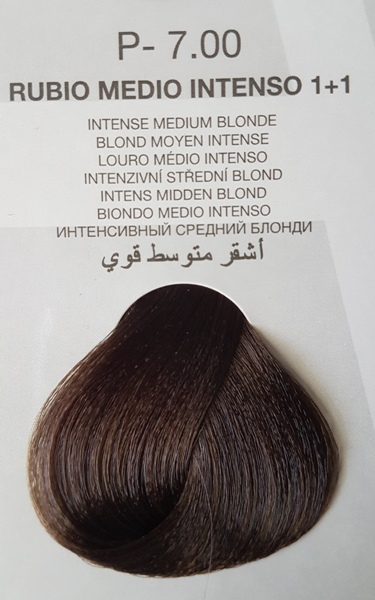 P- 7.00
RUBIO MEDIO INTENSO 1+1
INTENSE MEDIUM BLONDE
BLOND MOYEN INTENSE
LOURO MÉDIO INTENSO
INTENZIVNÍ STŘEDNÍ BLOND
INTENS MIDDEN BLOND
BIONDO MEDIO INTENSO
ИНТЕНСИВНЫЙ СРЕДНИЙ БЛОНДИ
أشقر متوسط قوي